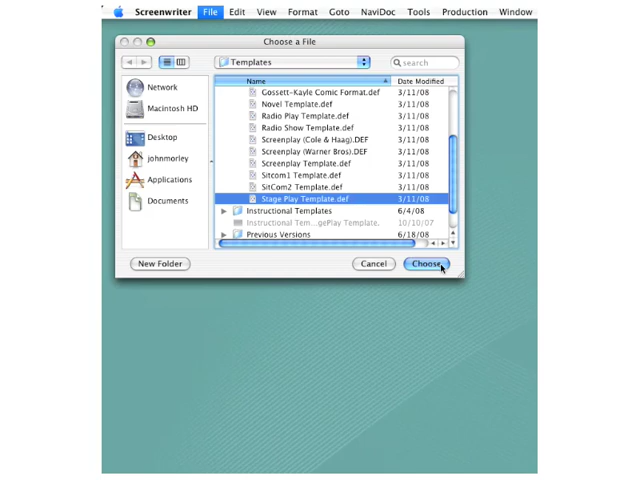 Screenwriter File Edit View Format Goto NaviDoc Tools Production Window
Choose a File
Templates
search
Name Date Modified
Network
Macintosh HD
Desktop
johnmorley
Applications
Documents
Gossett-Kayle Comic Format.def 3/11/08
Novel Template.def 3/11/08
Radio Play Template.def 3/11/08
Radio Show Template.def 3/11/08
Screenplay (Cole & Haag).DEF 3/11/08
Screenplay (Warner Bros).DEF 3/11/08
Screenplay Template.def 3/11/08
Sitcom1 Template.def 3/11/08
SitCom2 Template.def 3/11/08
Stage Play Template.def 3/11/08
Instructional Templates 6/4/08
Instructional Tem...gePlay Template. 10/10/07
Previous Versions 6/18/08
New Folder Cancel Choose